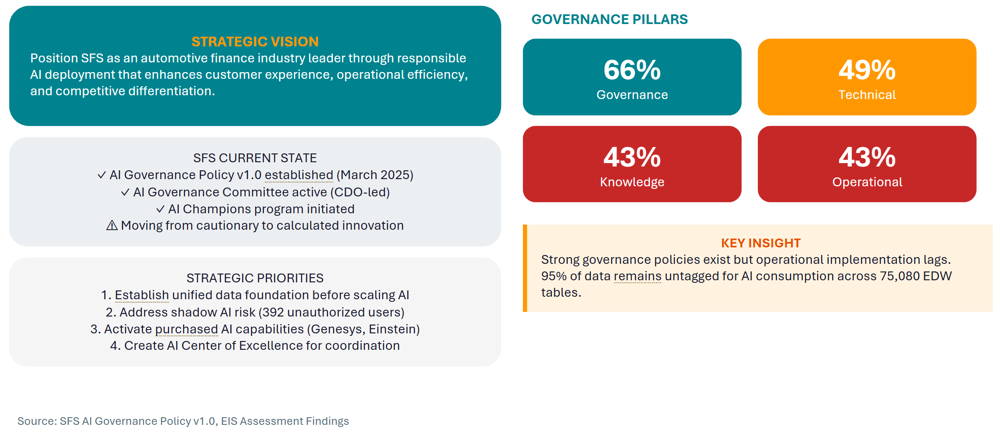 STRATEGIC VISION
Position SFS as an automotive finance industry leader through responsible
AI deployment that enhances customer experience, operational efficiency,
and competitive differentiation.
SFS CURRENT STATE
✓ AI Governance Policy v1.0 established (March 2025)
✓ AI Governance Committee active (CDO-led)
✓ AI Champions program initiated
⚠ Moving from cautionary to calculated innovation
STRATEGIC PRIORITIES
1. Establish unified data foundation before scaling AI
2. Address shadow AI risk (392 unauthorized users)
3. Activate purchased AI capabilities (Genesys, Einstein)
4. Create AI Center of Excellence for coordination
GOVERNANCE PILLARS
66%
Governance
49%
Technical
43%
Knowledge
43%
Operational
KEY INSIGHT
Strong governance policies exist but operational implementation lags.
95% of data remains untagged for AI consumption across 75,080 EDW
tables.
Source: SFS AI Governance Policy v1.0, EIS Assessment Findings